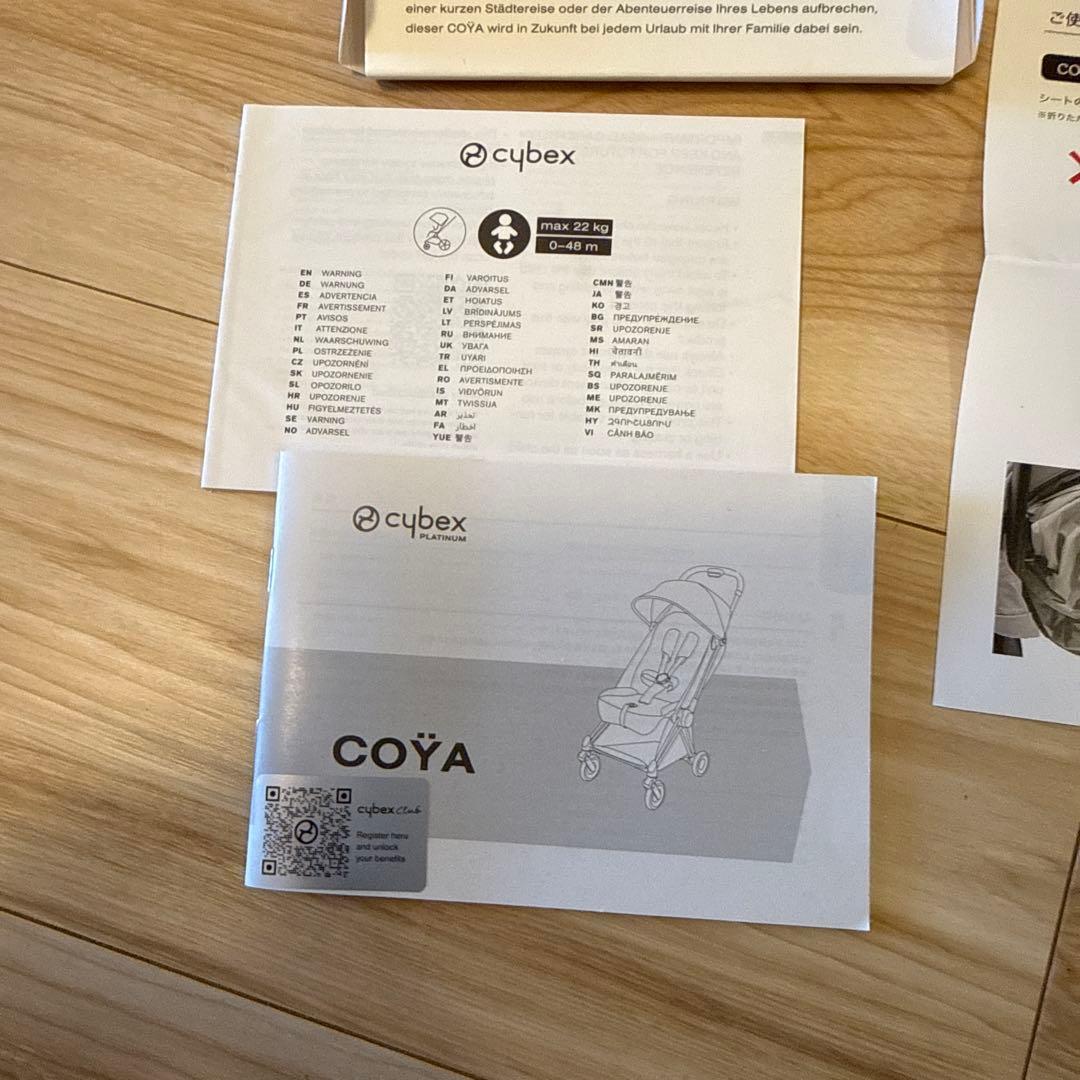 einer kurzen Städtereise oder der Abenteuerreise Ihres Lebens aufbrechen,
dieser COŸA wird in Zukunft bei jedem Urlaub mit Ihrer Familie dabei sein.
cybex
max 22 kg
0–48 m
EN WARNING
DE WARNUNG
ES ADVERTENCIA
FR AVERTISSEMENT
PT AVISOS
IT ATTENZIONE
NL WAARSCHUWING
PL OSTRZEŻENIE
CZ UPOZORNĚNÍ
SK UPOZORNENIE
SL OPOZORILO
HR UPOZORENJE
HU FIGYELMEZTETÉS
SE VARNING
NO ADVARSEL
FI VAROITUS
DA ADVARSEL
ET HOIATUS
LV BRĪDINĀJUMS
LT PERSPĖJIMAS
RU ВНИМАНИЕ
UK УВАГА
TR UYARI
EL ΠΡΟΕΙΔΟΠΟΙΗΣΗ
RO AVERTISMENTE
IS VIÐVÖRUN
MT TWISSIJA
AR تحذير
FA اخطار
YUE 警告
CMN 警告
JA 警告
KO 경고
BG ПРЕДУПРЕЖДЕНИЕ
SR UPOZORENJE
MS AMARAN
HI चेतावनी
TH คำเตือน
SQ PARALAJMËRIM
BS UPOZORENJE
ME UPOZORENJE
MK ПРЕДУПРЕДУВАЊЕ
HY ԶԳՈՒՇԱՑՈՒՄ
VI CẢNH BÁO
cybex
PLATINUM
COŸA
cybex Club
Register here
and unlock
your benefits
ご使
CO
シートの
※折りたた